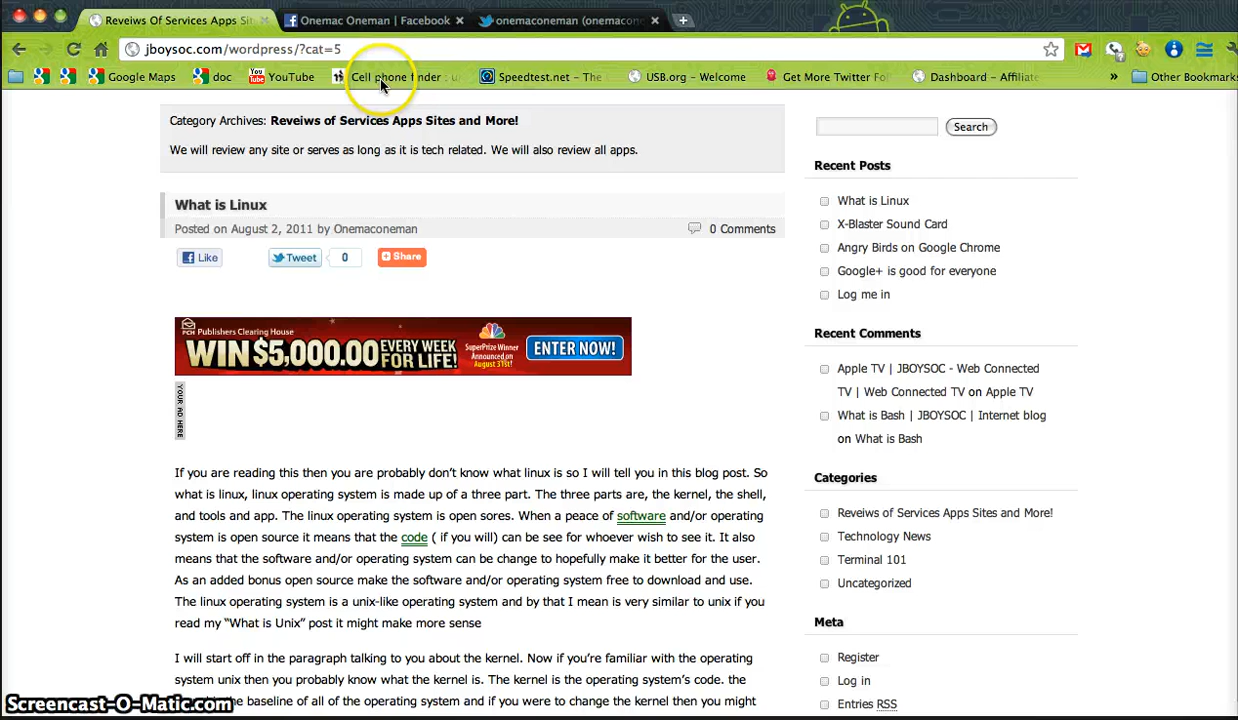 Reveiws Of Services Apps Si
Onemac Oneman | Facebook
onemaconeman (onemacon
jboysoc.com/wordpress/?cat=5
Google Maps
doc
YouTube
Cell phone finder
Speedtest.net - The
USB.org - Welcome
Get More Twitter Fo
Dashboard - Affiliate
Other Bookmar
Category Archives: Reveiws of Services Apps Sites and More!
We will review any site or serves as long as it is tech related. We will also review all apps.
Search
What is Linux
Posted on August 2, 2011 by Onemaconeman
0 Comments
Like
Tweet
0
Share
PCH Publishers Clearing House
WIN $5,000.00 EVERY WEEK FOR LIFE!
NBC
SuperPrize Winner
Announced on
August 31st!
ENTER NOW!
YOUR AD HERE
If you are reading this then you are probably don't know what linux is so I will tell you in this blog post. So
what is linux, linux operating system is made up of a three part. The three parts are, the kernel, the shell,
and tools and app. The linux operating system is open sores. When a peace of software and/or operating
system is open source it means that the code ( if you will) can be see for whoever wish to see it. It also
means that the software and/or operating system can be change to hopefully make it better for the user.
As an added bonus open source make the software and/or operating system free to download and use.
The linux operating system is a unix-like operating system and by that I mean is very similar to unix if you
read my “What is Unix” post it might make more sense
I will start off in the paragraph talking to you about the kernel. Now if you're familiar with the operating
system unix then you probably know what the kernel is. The kernel is the operating system's code. the
the baseline of all of the operating system and if you were to change the kernel then you might
Recent Posts
What is Linux
X-Blaster Sound Card
Angry Birds on Google Chrome
Google+ is good for everyone
Log me in
Recent Comments
Apple TV | JBOYSOC - Web Connected
TV | Web Connected TV on Apple TV
What is Bash | JBOYSOC | Internet blog
on What is Bash
Categories
Reveiws of Services Apps Sites and More!
Technology News
Terminal 101
Uncategorized
Meta
Register
Log in
Entries RSS
Screencast-O-Matic.com